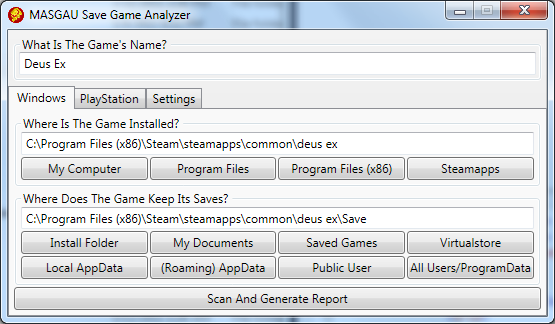 MASGAU Save Game Analyzer
What Is The Game's Name?
Deus Ex
Windows PlayStation Settings
Where Is The Game Installed?
C:\Program Files (x86)\Steam\steamapps\common\deus ex
My Computer Program Files Program Files (x86) Steamapps
Where Does The Game Keep Its Saves?
C:\Program Files (x86)\Steam\steamapps\common\deus ex\Save
Install Folder My Documents Saved Games Virtualstore
Local AppData (Roaming) AppData Public User All Users/ProgramData
Scan And Generate Report